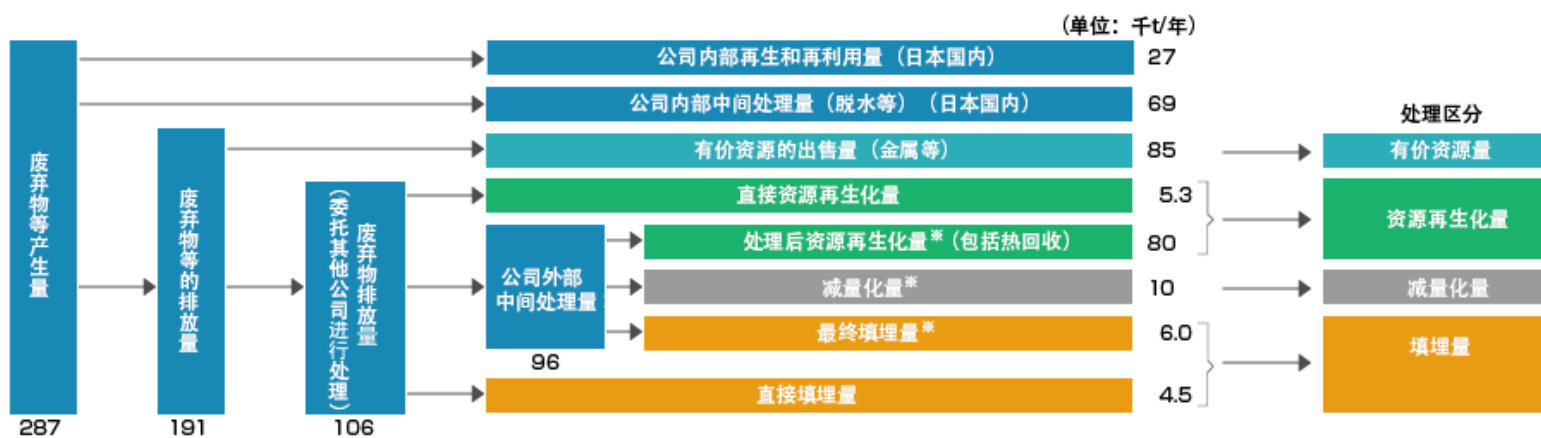 (单位：千t/年)
公司内部再生和再利用量（日本国内） 27
公司内部中间处理量（脱水等）（日本国内） 69
处理区分
有价资源的出售量（金属等） 85
有价资源量
直接资源再生化量 5.3
处理后资源再生化量※（包括热回收） 80
资源再生化量
公司外部
中间处理量
96
减量化量※ 10
减量化量
最终填埋量※ 6.0
直接填埋量 4.5
填埋量
废弃物等产生量
287
废弃物等的排放量
191
废弃物排放量
（委托其他公司进行处理）
106